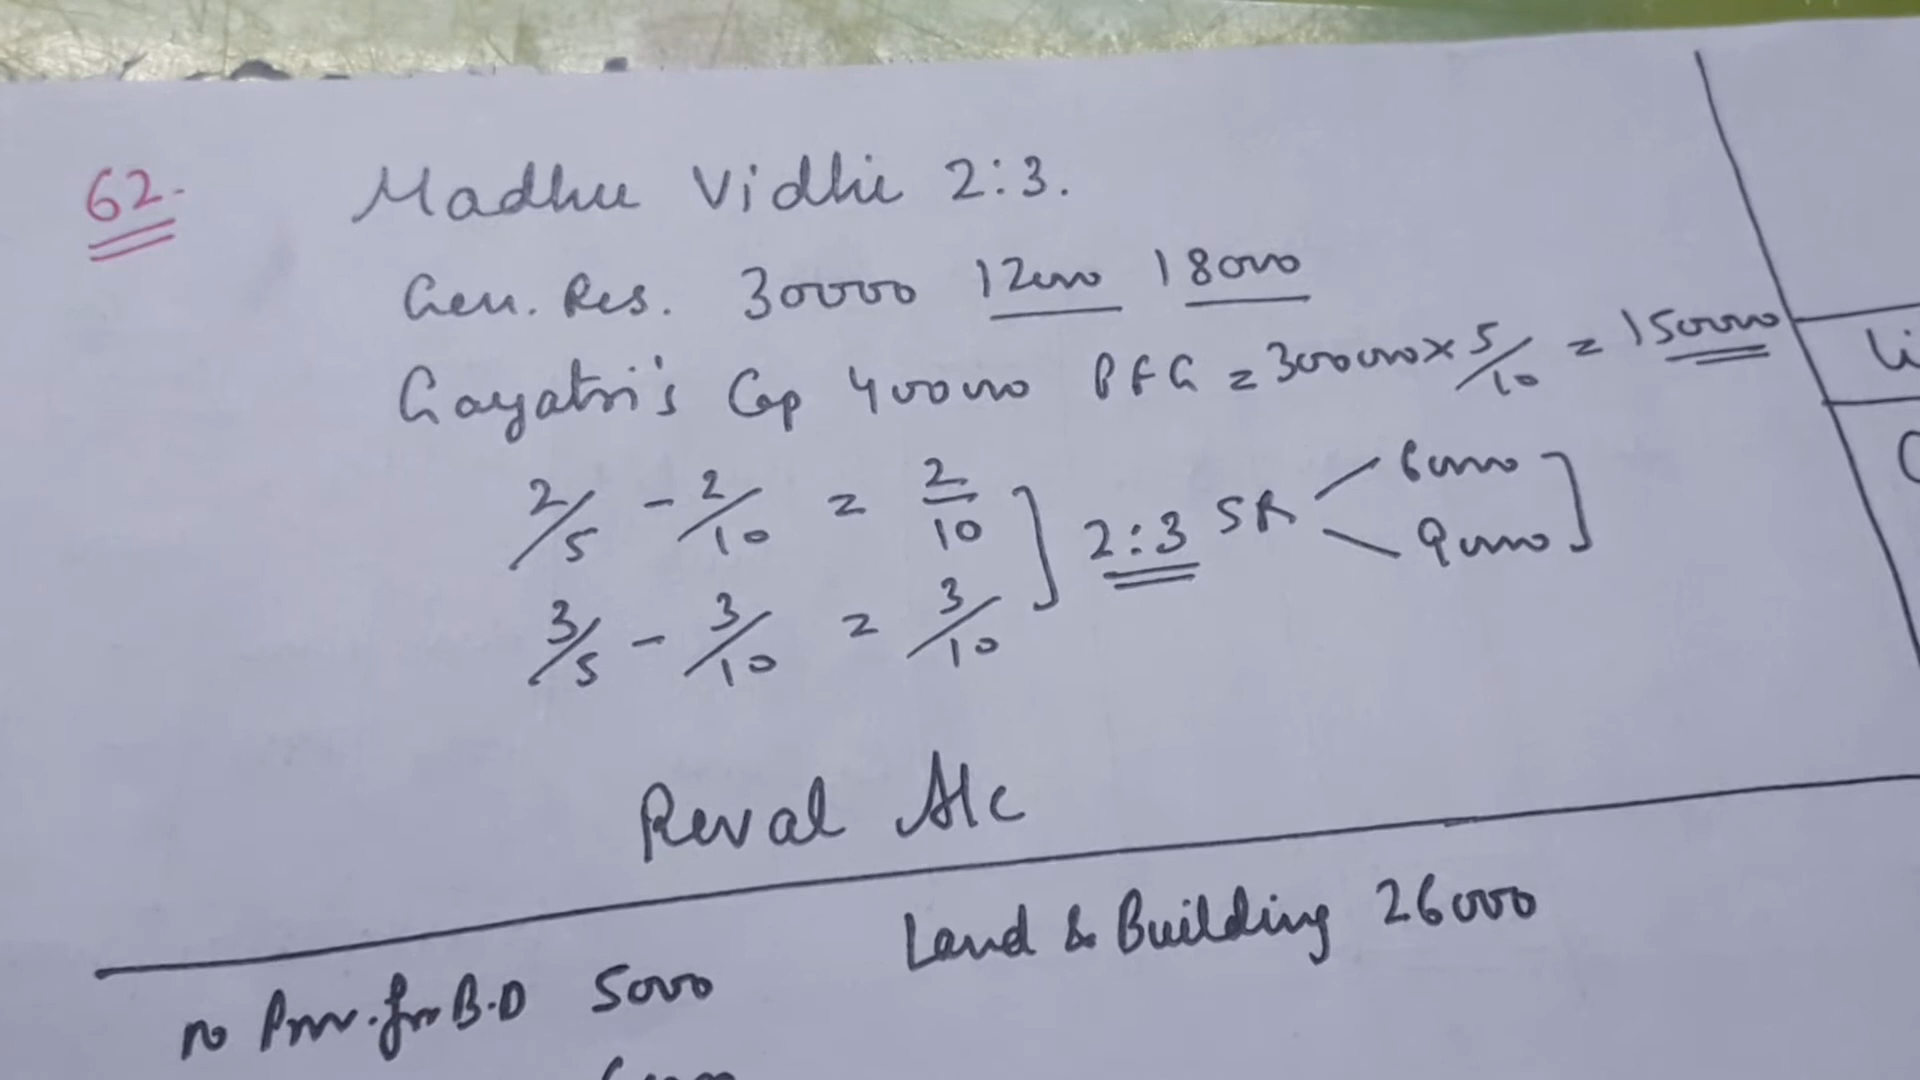 62.
Madhu Vidhi 2:3.
Gen. Res. 30000 12000 18000
Gayatri's Cap 400000 PFG = 300000 × 5/10 = 150000
2/5 - 2/10 = 2/10
2:3 SR 60000
90000
3/5 - 3/10 = 3/10
Reval A/c
Land & Building 26000
to Prov. for B.D 5000